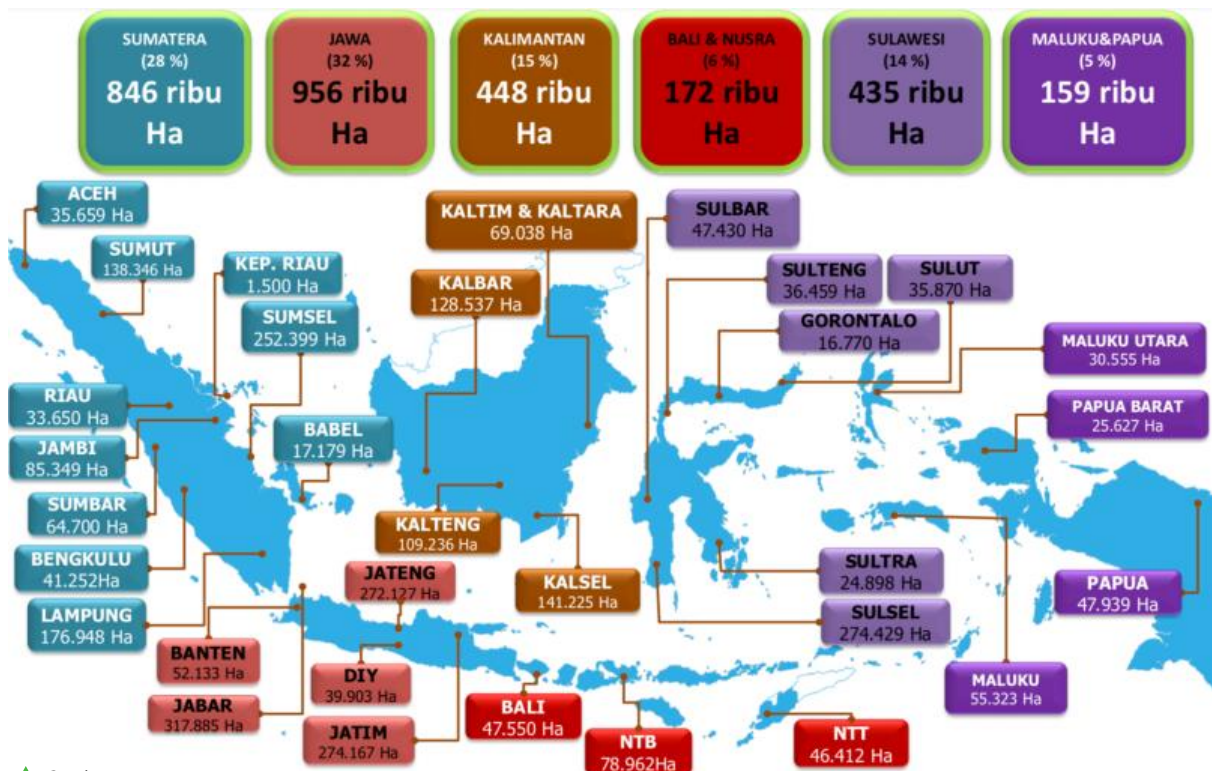 SUMATERA
(28 %)
846 ribu
Ha
JAWA
(32 %)
956 ribu
Ha
KALIMANTAN
(15 %)
448 ribu
Ha
BALI & NUSRA
(6 %)
172 ribu
Ha
SULAWESI
(14 %)
435 ribu
Ha
MALUKU&PAPUA
(5 %)
159 ribu
Ha
ACEH
35.659 Ha
SUMUT
138.346 Ha
KEP. RIAU
1.500 Ha
SUMSEL
252.399 Ha
RIAU
33.650 Ha
JAMBI
85.349 Ha
BABEL
17.179 Ha
SUMBAR
64.700 Ha
BENGKULU
41.252Ha
LAMPUNG
176.948 Ha
KALTIM & KALTARA
69.038 Ha
KALBAR
128.537 Ha
KALTENG
109.236 Ha
KALSEL
141.225 Ha
JATENG
272.127 Ha
BANTEN
52.133 Ha
DIY
39.903 Ha
JABAR
317.885 Ha
JATIM
274.167 Ha
BALI
47.550 Ha
NTB
78.962Ha
NTT
46.412 Ha
SULBAR
47.430 Ha
SULTENG
36.459 Ha
SULUT
35.870 Ha
GORONTALO
16.770 Ha
SULTRA
24.898 Ha
SULSEL
274.429 Ha
MALUKU UTARA
30.555 Ha
PAPUA BARAT
25.627 Ha
PAPUA
47.939 Ha
MALUKU
55.323 Ha